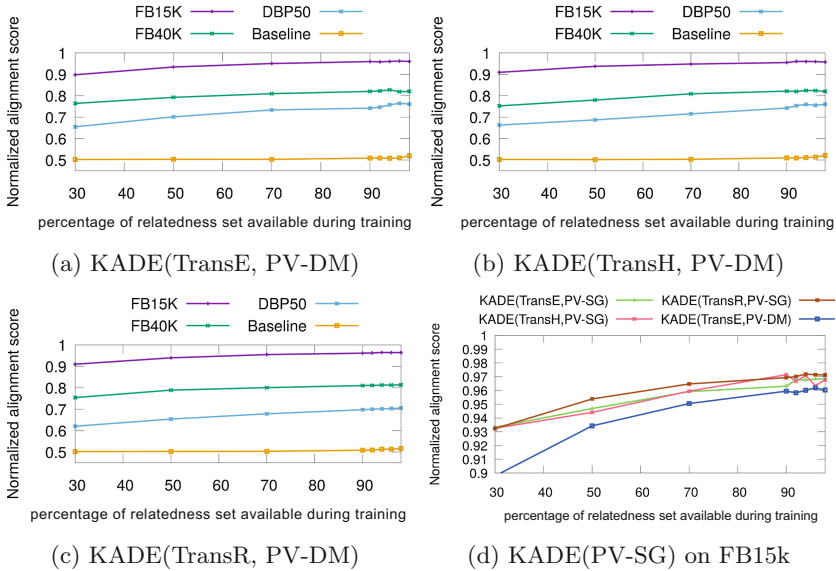 FB15K
DBP50
FB40K
Baseline
Normalized alignment score
1
0.9
0.8
0.7
0.6
0.5
30 40 50 60 70 80 90
percentage of relatedness set available during training
(a) KADE(TransE, PV-DM)
FB15K
DBP50
FB40K
Baseline
Normalized alignment score
1
0.9
0.8
0.7
0.6
0.5
30 40 50 60 70 80 90
percentage of relatedness set available during training
(b) KADE(TransH, PV-DM)
FB15K
DBP50
FB40K
Baseline
Normalized alignment score
1
0.9
0.8
0.7
0.6
0.5
30 40 50 60 70 80 90
percentage of relatedness set available during training
(c) KADE(TransR, PV-DM)
KADE(TransE,PV-SG)
KADE(TransR,PV-SG)
KADE(TransH,PV-SG)
KADE(TransE,PV-DM)
Normalized alignment score
0.99
0.98
0.97
0.96
0.95
0.94
0.93
0.92
0.91
0.9
30 40 50 60 70 80 90
percentage of relatedness set available during training
(d) KADE(PV-SG) on FB15k